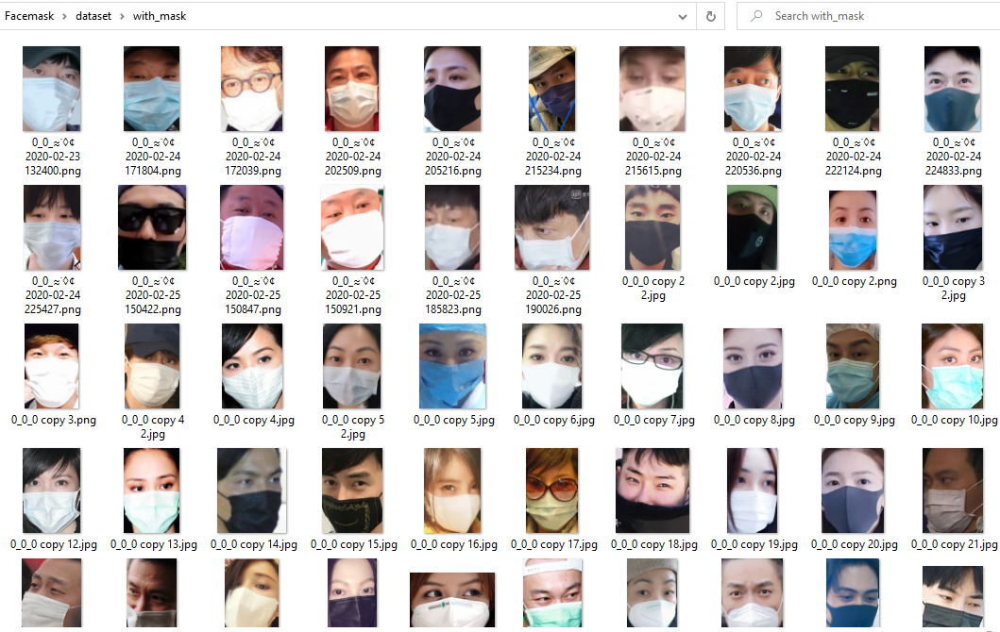 Facemask > dataset > with_mask
Search with_mask
0_0_≈˙◊¢ 2020-02-23 132400.png
0_0_≈˙◊¢ 2020-02-24 171804.png
0_0_≈˙◊¢ 2020-02-24 172039.png
0_0_≈˙◊¢ 2020-02-24 202509.png
0_0_≈˙◊¢ 2020-02-24 205216.png
0_0_≈˙◊¢ 2020-02-24 215234.png
0_0_≈˙◊¢ 2020-02-24 215615.png
0_0_≈˙◊¢ 2020-02-24 220536.png
0_0_≈˙◊¢ 2020-02-24 222124.png
0_0_≈˙◊¢ 2020-02-24 224833.png
0_0_≈˙◊¢ 2020-02-24 225427.png
0_0_≈˙◊¢ 2020-02-25 150422.png
0_0_≈˙◊¢ 2020-02-25 150847.png
0_0_≈˙◊¢ 2020-02-25 150921.png
0_0_≈˙◊¢ 2020-02-25 185823.png
0_0_≈˙◊¢ 2020-02-25 190026.png
0_0_0 copy 2 2.jpg
0_0_0 copy 2.jpg
0_0_0 copy 2.png
0_0_0 copy 3 2.jpg
0_0_0 copy 3.png
0_0_0 copy 4 2.jpg
0_0_0 copy 4.jpg
0_0_0 copy 5 2.jpg
0_0_0 copy 5.jpg
0_0_0 copy 6.jpg
0_0_0 copy 7.jpg
0_0_0 copy 8.jpg
0_0_0 copy 9.jpg
0_0_0 copy 10.jpg
0_0_0 copy 12.jpg
0_0_0 copy 13.jpg
0_0_0 copy 14.jpg
0_0_0 copy 15.jpg
0_0_0 copy 16.jpg
0_0_0 copy 17.jpg
0_0_0 copy 18.jpg
0_0_0 copy 19.jpg
0_0_0 copy 20.jpg
0_0_0 copy 21.jpg